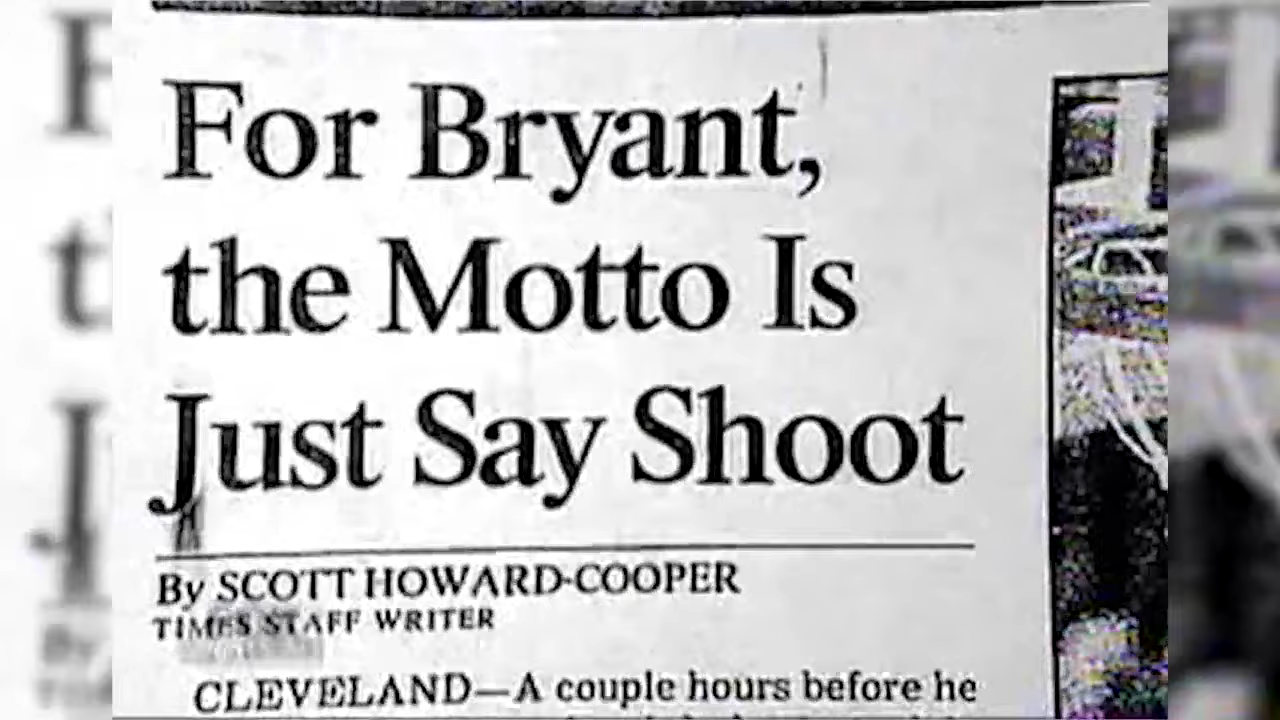 For Bryant,
the Motto Is
Just Say Shoot
By SCOTT HOWARD-COOPER
TIMES STAFF WRITER
CLEVELAND—A couple hours before he